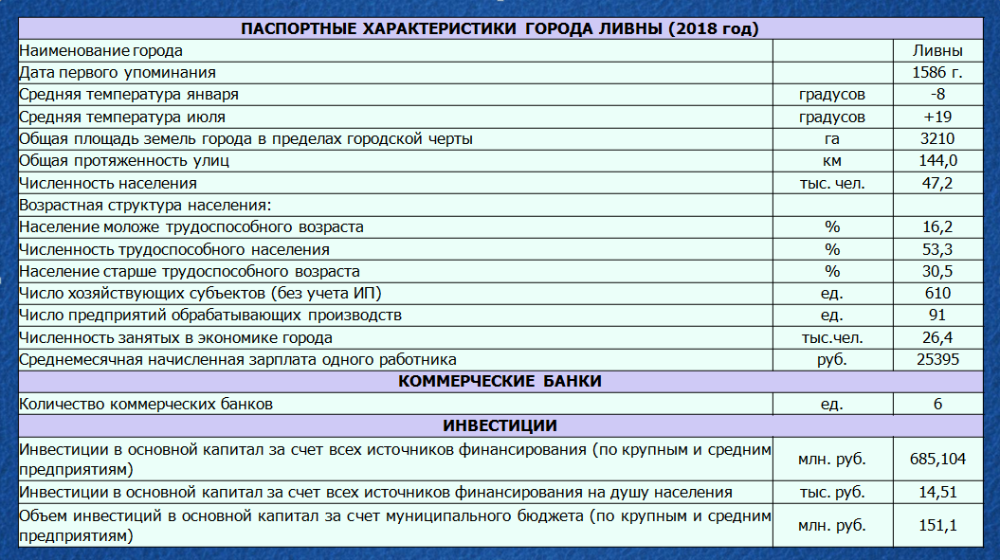 ПАСПОРТНЫЕ ХАРАКТЕРИСТИКИ ГОРОДА ЛИВНЫ (2018 год)
Наименование города Ливны
Дата первого упоминания 1586 г.
Средняя температура января градусов -8
Средняя температура июля градусов +19
Общая площадь земель города в пределах городской черты га 3210
Общая протяженность улиц км 144,0
Численность населения тыс. чел. 47,2
Возрастная структура населения:
Население моложе трудоспособного возраста % 16,2
Численность трудоспособного населения % 53,3
Население старше трудоспособного возраста % 30,5
Число хозяйствующих субъектов (без учета ИП) ед. 610
Число предприятий обрабатывающих производств ед. 91
Численность занятых в экономике города тыс.чел. 26,4
Среднемесячная начисленная зарплата одного работника руб. 25395
КОММЕРЧЕСКИЕ БАНКИ
Количество коммерческих банков ед. 6
ИНВЕСТИЦИИ
Инвестиции в основной капитал за счет всех источников финансирования (по крупным и средним
предприятиям) млн. руб. 685,104
Инвестиции в основной капитал за счет всех источников финансирования на душу населения тыс. руб. 14,51
Объем инвестиций в основной капитал за счет муниципального бюджета (по крупным и средним
предприятиям) млн. руб. 151,1